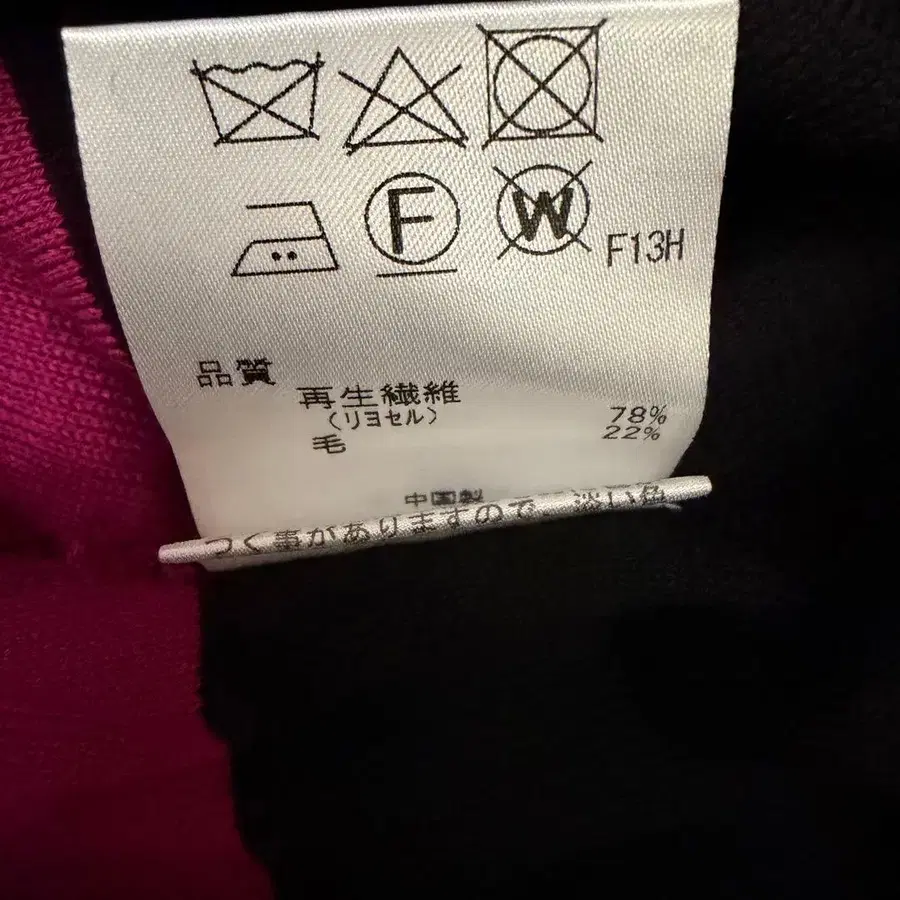 F W F13H
品質
再生繊維 78%
(リヨセル)
毛 22%
中国製
つく事がありますので、淡い色